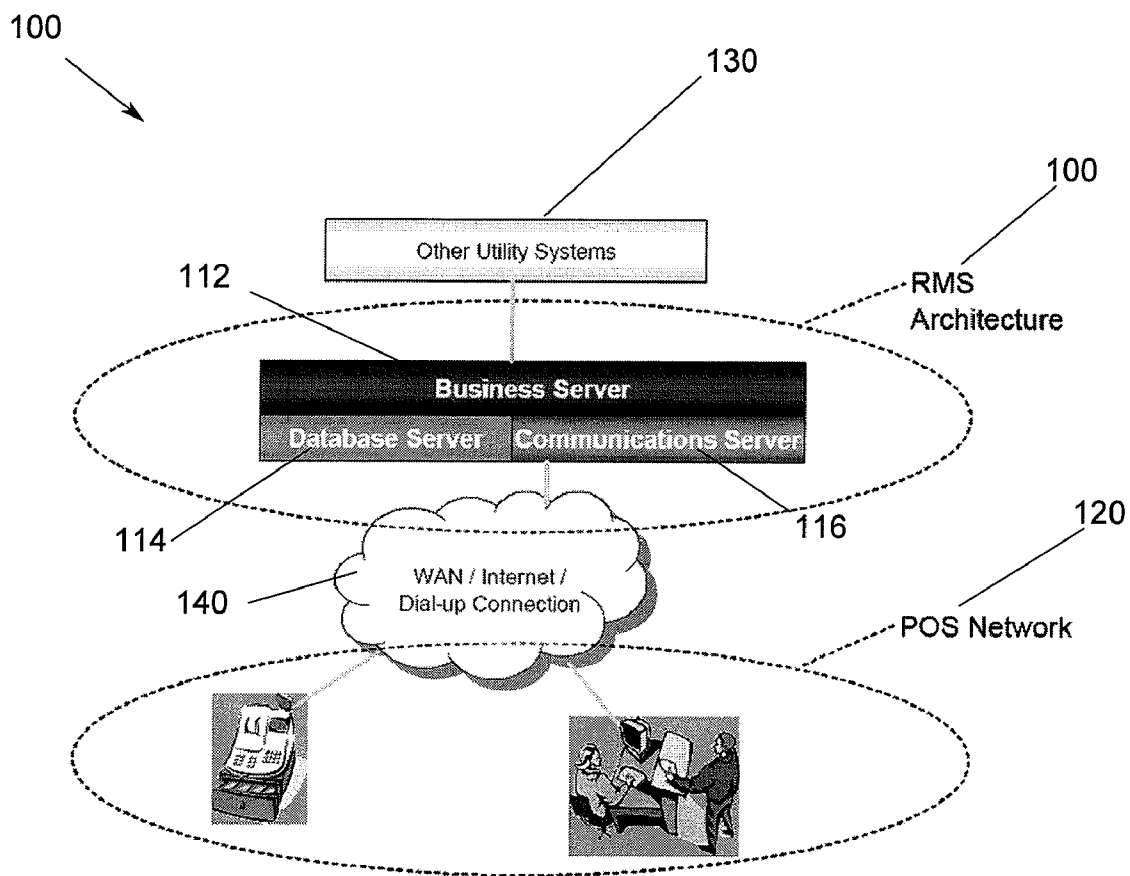 100
130
100
Other Utility Systems
112
RMS
Architecture
Business Server
Database Server
Communications Server
114
116
120
140
WAN / Internet /
Dial-up Connection
POS Network